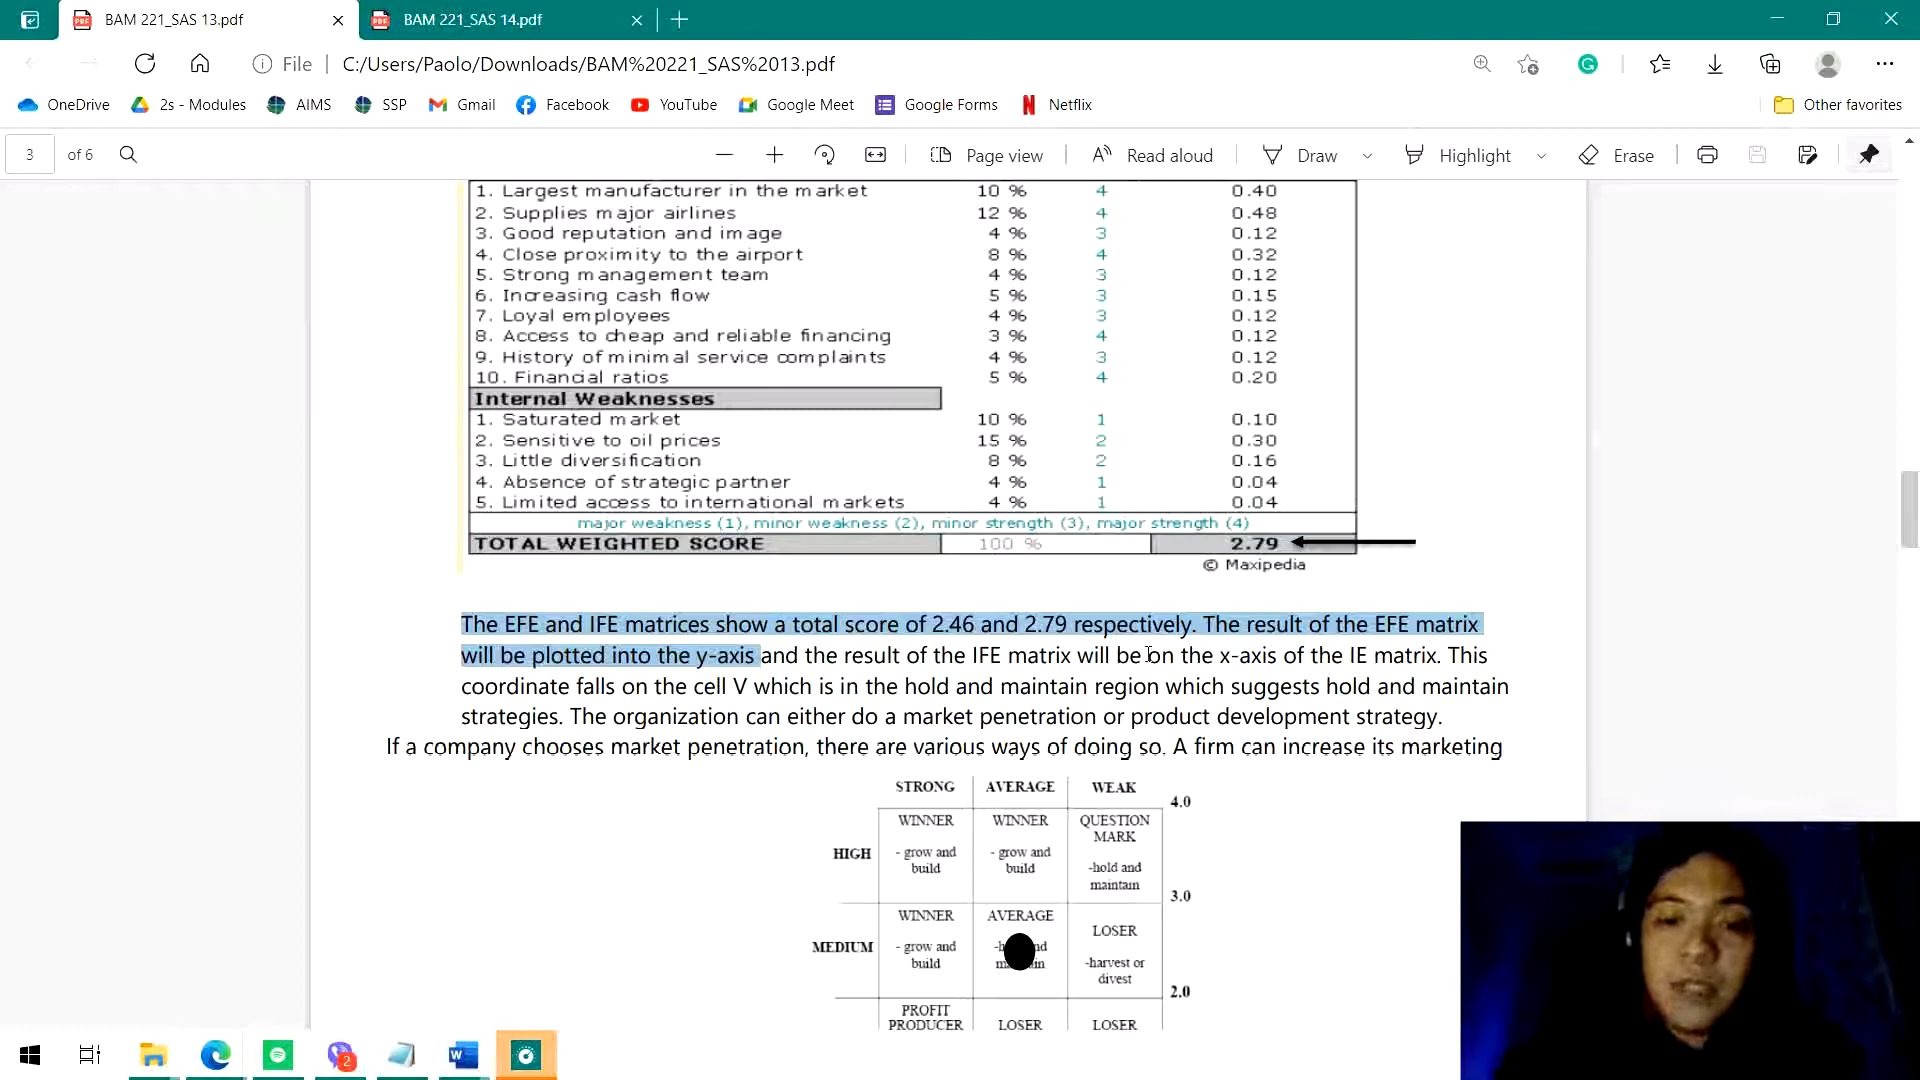 BAM 221_SAS 13.pdf
BAM 221_SAS 14.pdf
File C:/Users/Paolo/Downloads/BAM%20221_SAS%2013.pdf
OneDrive 2s - Modules AIMS SSP Gmail Facebook YouTube Google Meet Google Forms Netflix Other favorites
3 of 6 Page view Read aloud Draw Highlight Erase
1. Largest manufacturer in the market 10 % 4 0.40
2. Supplies major airlines 12 % 4 0.48
3. Good reputation and image 4 % 3 0.12
4. Close proximity to the airport 8 % 4 0.32
5. Strong management team 4 % 3 0.12
6. Increasing cash flow 5 % 3 0.15
7. Loyal employees 4 % 3 0.12
8. Access to cheap and reliable financing 3 % 4 0.12
9. History of minimal service complaints 4 % 3 0.12
10. Financial ratios 5 % 4 0.20
Internal Weaknesses
1. Saturated market 10 % 1 0.10
2. Sensitive to oil prices 15 % 2 0.30
3. Little diversification 8 % 2 0.16
4. Absence of strategic partner 4 % 1 0.04
5. Limited access to international markets 4 % 1 0.04
major weakness (1), minor weakness (2), minor strength (3), major strength (4)
TOTAL WEIGHTED SCORE 100 % 2.79
© Maxipedia
The EFE and IFE matrices show a total score of 2.46 and 2.79 respectively. The result of the EFE matrix
will be plotted into the y-axis and the result of the IFE matrix will be on the x-axis of the IE matrix. This
coordinate falls on the cell V which is in the hold and maintain region which suggests hold and maintain
strategies. The organization can either do a market penetration or product development strategy.
If a company chooses market penetration, there are various ways of doing so. A firm can increase its marketing
STRONG AVERAGE WEAK
4.0
HIGH
WINNER
- grow and
build
WINNER
- grow and
build
QUESTION
MARK
-hold and
maintain
3.0
MEDIUM
WINNER
- grow and
build
AVERAGE
LOSER
-harvest or
divest
2.0
PROFIT
PRODUCER
LOSER
LOSER
2